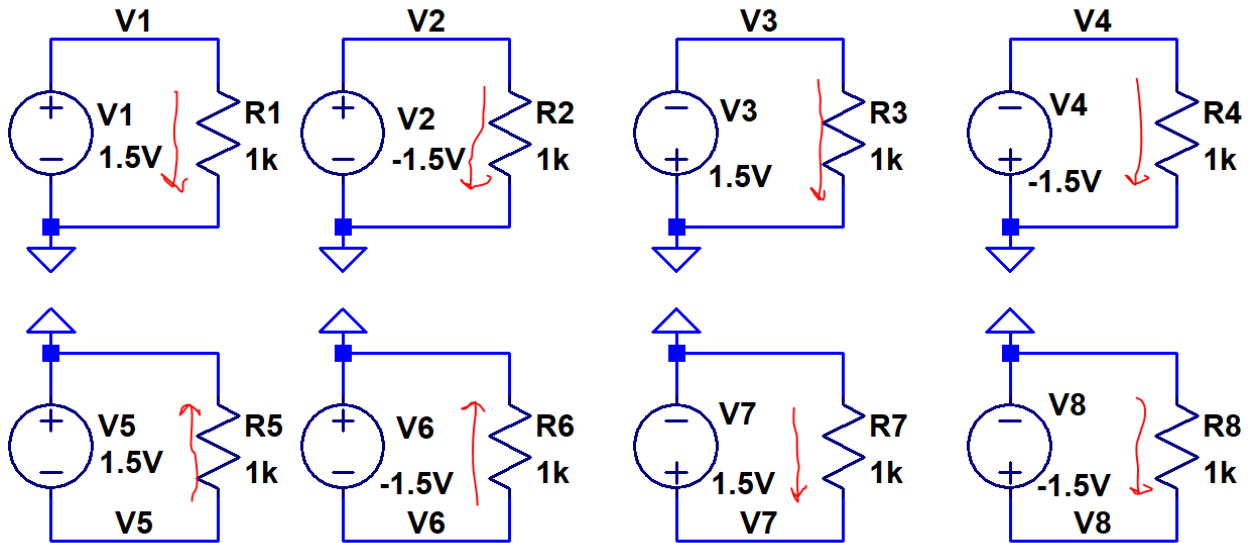 V1
V2
V3
V4
+
V1
1.5V
−
R1
1k
+
V2
-1.5V
−
R2
1k
−
V3
1.5V
+
R3
1k
−
V4
-1.5V
+
R4
1k
+
V5
1.5V
−
R5
1k
V5
+
V6
-1.5V
−
R6
1k
V6
−
V7
1.5V
+
R7
1k
V7
−
V8
-1.5V
+
R8
1k
V8